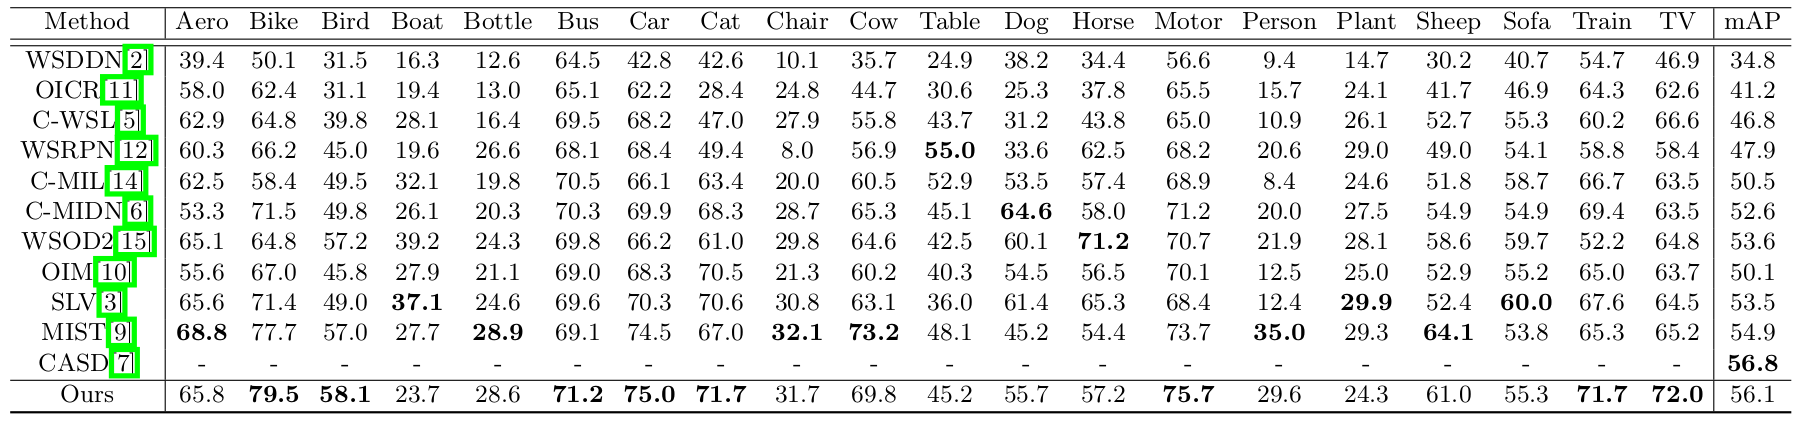 Method Aero Bike Bird Boat Bottle Bus Car Cat Chair Cow Table Dog Horse Motor Person Plant Sheep Sofa Train TV mAP
WSDDN[2] 39.4 50.1 31.5 16.3 12.6 64.5 42.8 42.6 10.1 35.7 24.9 38.2 34.4 56.6 9.4 14.7 30.2 40.7 54.7 46.9 34.8
OICR[11] 58.0 62.4 31.1 19.4 13.0 65.1 62.2 28.4 24.8 44.7 30.6 25.3 37.8 65.5 15.7 24.1 41.7 46.9 64.3 62.6 41.2
C-WSL[5] 62.9 64.8 39.8 28.1 16.4 69.5 68.2 47.0 27.9 55.8 43.7 31.2 43.8 65.0 10.9 26.1 52.7 55.3 60.2 66.6 46.8
WSRPN[12] 60.3 66.2 45.0 19.6 26.6 68.1 68.4 49.4 8.0 56.9 55.0 33.6 62.5 68.2 20.6 29.0 49.0 54.1 58.8 58.4 47.9
C-MIL[14] 62.5 58.4 49.5 32.1 19.8 70.5 66.1 63.4 20.0 60.5 52.9 53.5 57.4 68.9 8.4 24.6 51.8 58.7 66.7 63.5 50.5
C-MIDN[6] 53.3 71.5 49.8 26.1 20.3 70.3 69.9 68.3 28.7 65.3 45.1 64.6 58.0 71.2 20.0 27.5 54.9 54.9 69.4 63.5 52.6
WSOD2[15] 65.1 64.8 57.2 39.2 24.3 69.8 66.2 61.0 29.8 64.6 42.5 60.1 71.2 70.7 21.9 28.1 58.6 59.7 52.2 64.8 53.6
OIM[10] 55.6 67.0 45.8 27.9 21.1 69.0 68.3 70.5 21.3 60.2 40.3 54.5 56.5 70.1 12.5 25.0 52.9 55.2 65.0 63.7 50.1
SLV[3] 65.6 71.4 49.0 37.1 24.6 69.6 70.3 70.6 30.8 63.1 36.0 61.4 65.3 68.4 12.4 29.9 52.4 60.0 67.6 64.5 53.5
MIST[9] 68.8 77.7 57.0 27.7 28.9 69.1 74.5 67.0 32.1 73.2 48.1 45.2 54.4 73.7 35.0 29.3 64.1 53.8 65.3 65.2 54.9
CASD[7] - - - - - - - - - - - - - - - - - - - - 56.8
Ours 65.8 79.5 58.1 23.7 28.6 71.2 75.0 71.7 31.7 69.8 45.2 55.7 57.2 75.7 29.6 24.3 61.0 55.3 71.7 72.0 56.1